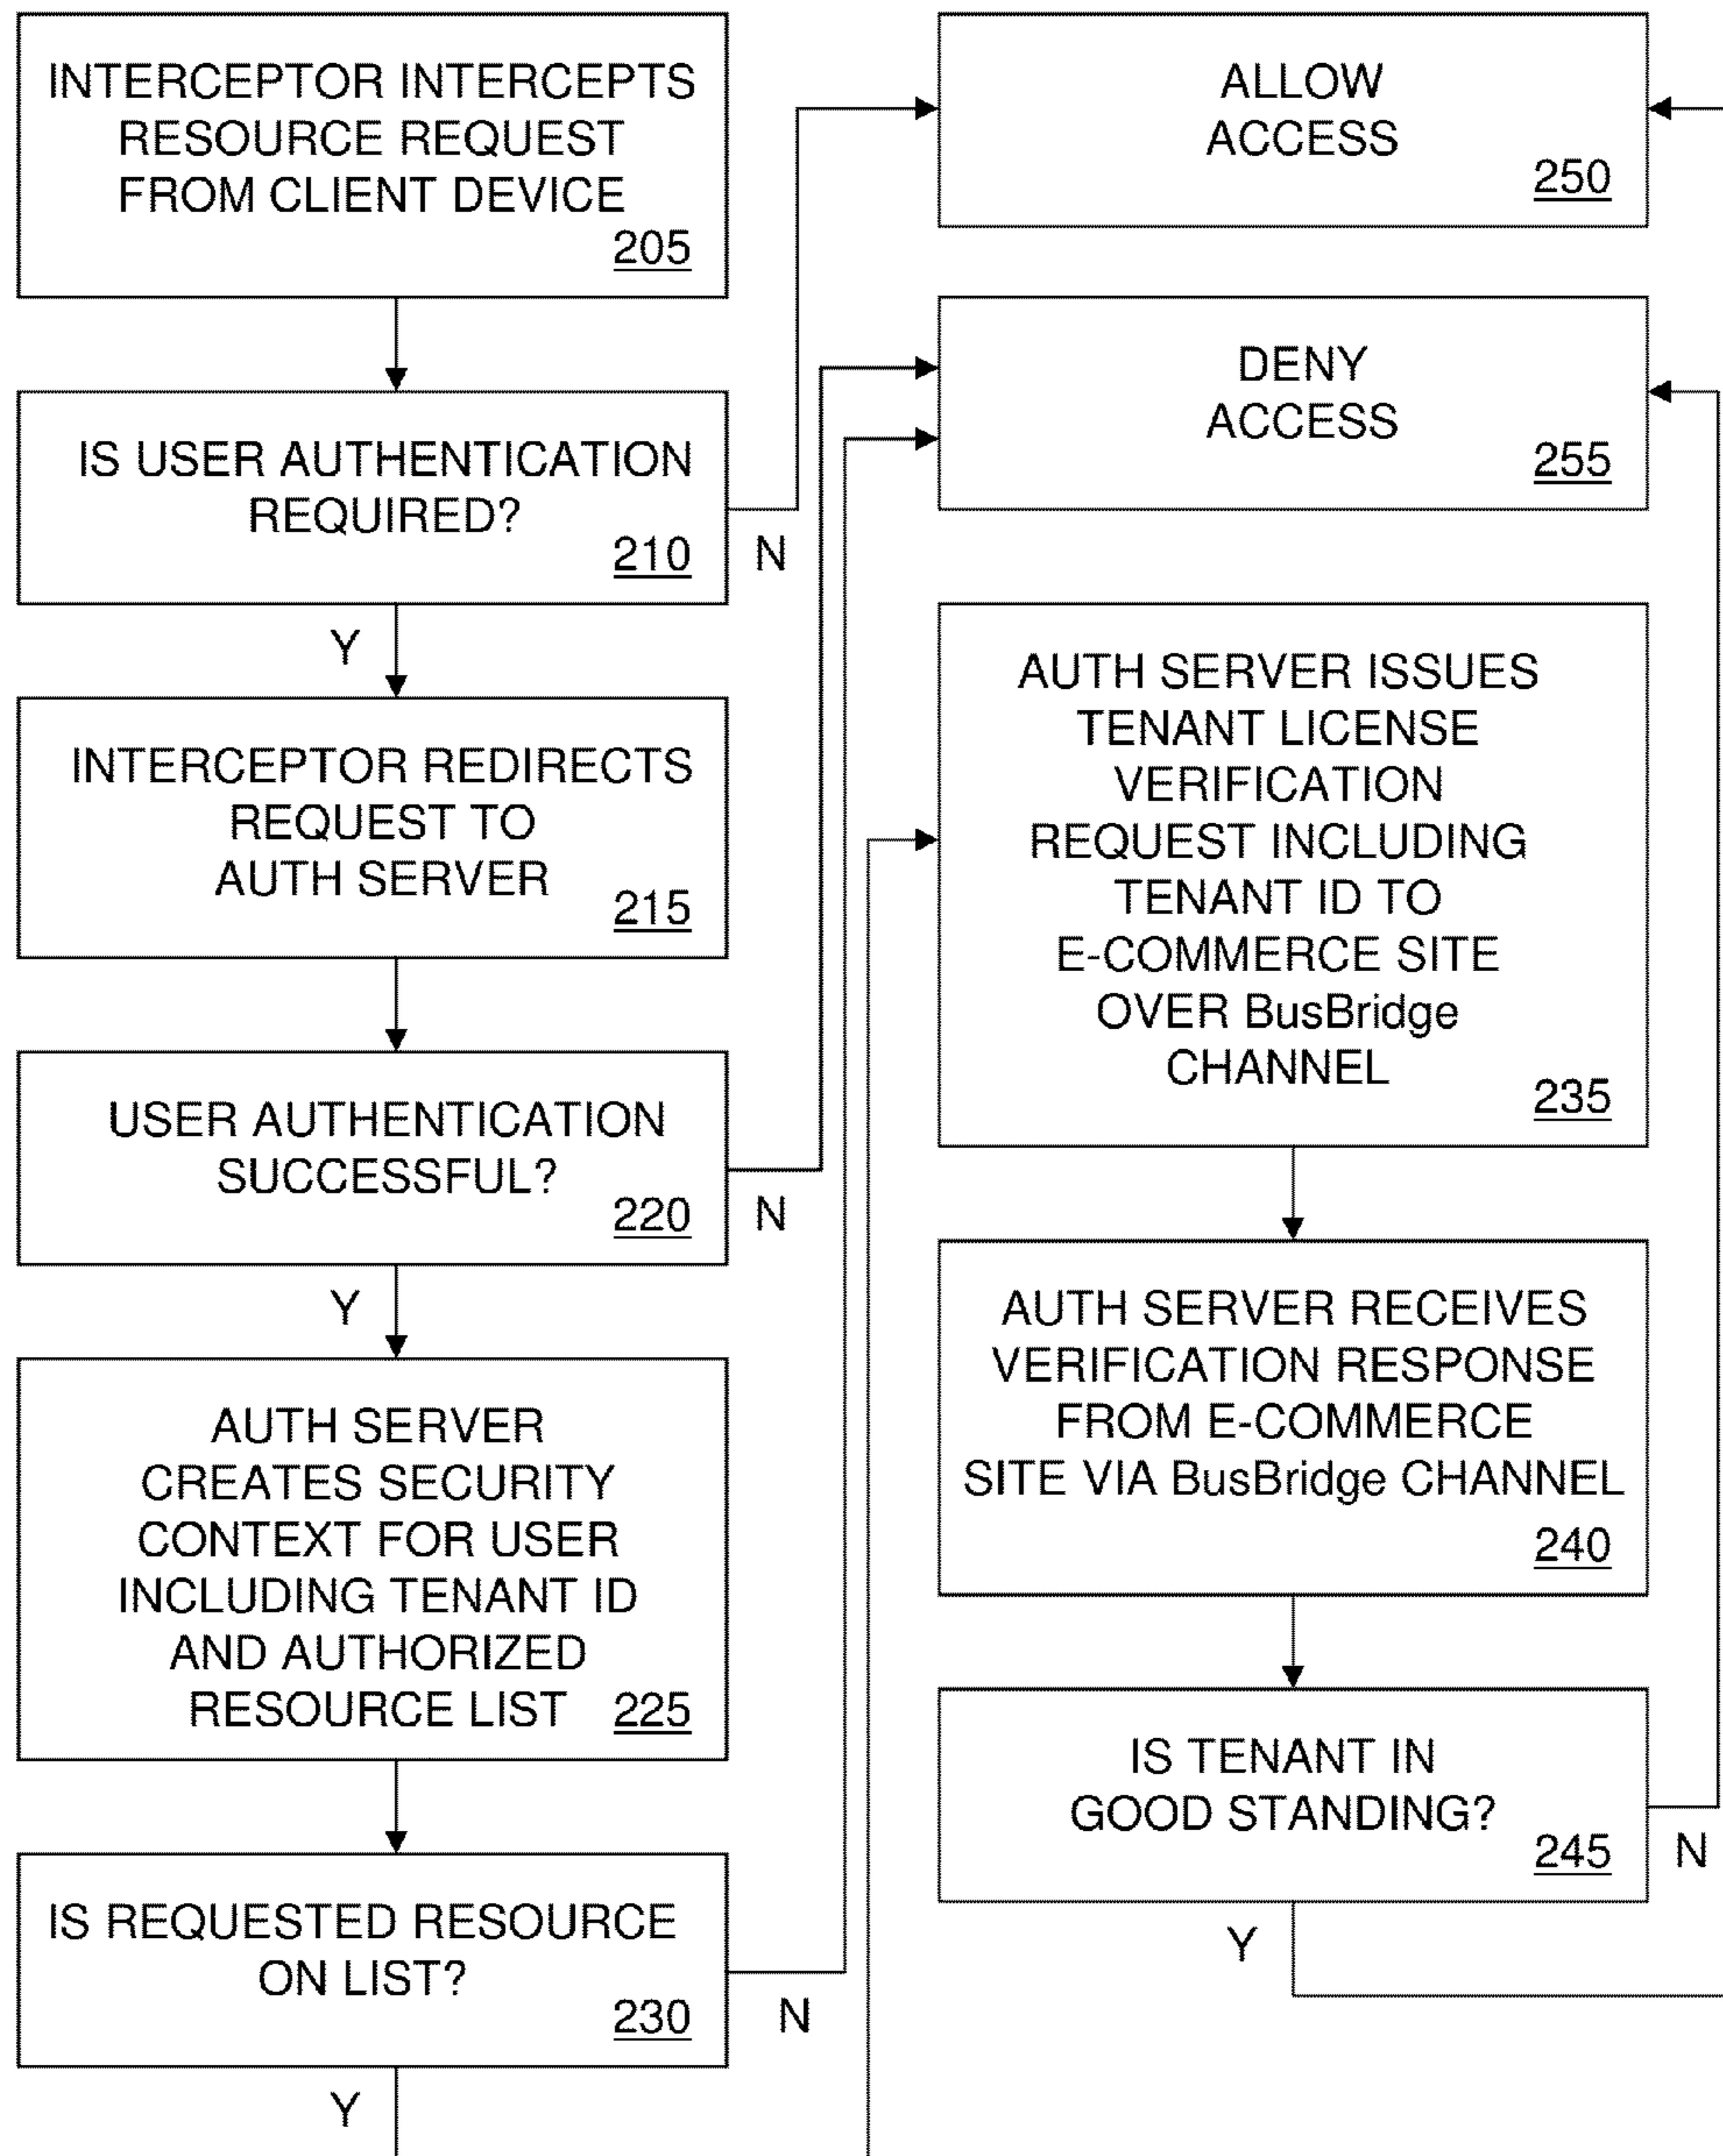 INTERCEPTOR INTERCEPTS
RESOURCE REQUEST
FROM CLIENT DEVICE
205
IS USER AUTHENTICATION
REQUIRED?
210
N
Y
INTERCEPTOR REDIRECTS
REQUEST TO
AUTH SERVER
215
USER AUTHENTICATION
SUCCESSFUL?
220
N
Y
AUTH SERVER
CREATES SECURITY
CONTEXT FOR USER
INCLUDING TENANT ID
AND AUTHORIZED
RESOURCE LIST 225
IS REQUESTED RESOURCE
ON LIST?
230
N
Y
ALLOW
ACCESS
250
DENY
ACCESS
255
AUTH SERVER ISSUES
TENANT LICENSE
VERIFICATION
REQUEST INCLUDING
TENANT ID TO
E-COMMERCE SITE
OVER BusBridge
CHANNEL
235
AUTH SERVER RECEIVES
VERIFICATION RESPONSE
FROM E-COMMERCE
SITE VIA BusBridge CHANNEL
240
IS TENANT IN
GOOD STANDING?
245
N
Y